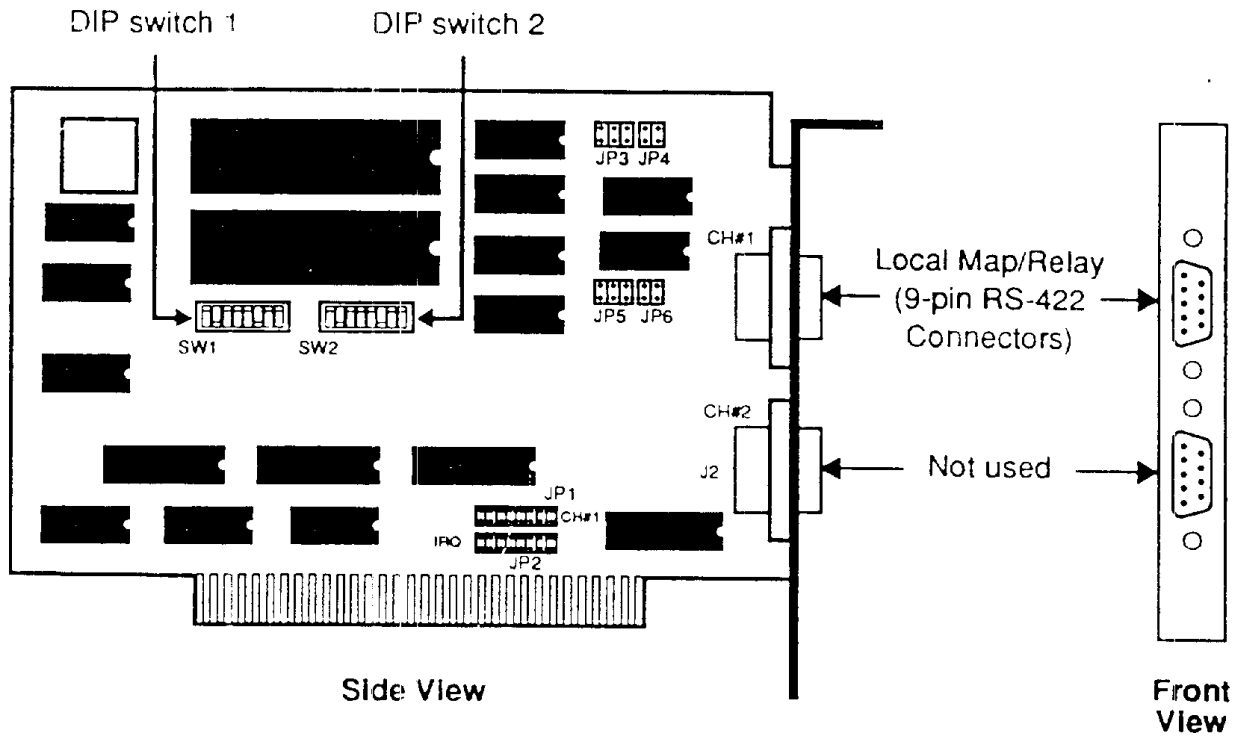 DIP switch 1
DIP switch 2
JP3 JP4
CH#1
Local Map/Relay
(9-pin RS-422
Connectors)
JP5 JP6
SW1
SW2
CH#2
J2
Not used
JP1
CH#1
IRQ
JP2
Side View
Front
View